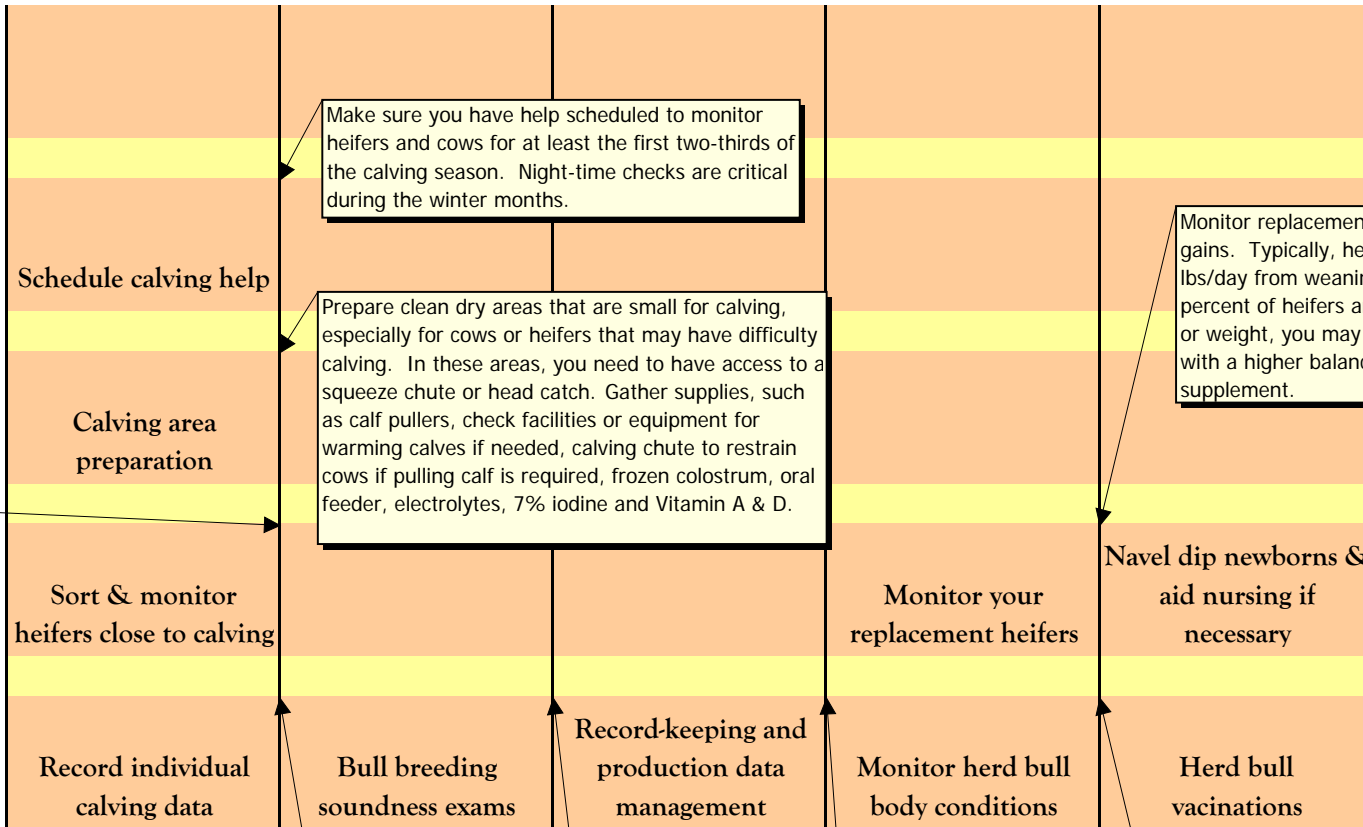 Make sure you have help scheduled to monitor
heifers and cows for at least the first two-thirds of
the calving season. Night-time checks are critical
during the winter months.
Schedule calving help
Prepare clean dry areas that are small for calving,
especially for cows or heifers that may have difficulty
calving. In these areas, you need to have access to a
squeeze chute or head catch. Gather supplies, such
as calf pullers, check facilities or equipment for
warming calves if needed, calving chute to restrain
cows if pulling calf is required, frozen colostrum, oral
feeder, electrolytes, 7% iodine and Vitamin A & D.
Monitor
gains. Typically,
lbs/day from
percent of heifers
or weight, you may
with a higher
supplement.
Calving area
preparation
Sort & monitor
heifers close to calving
Monitor your
replacement heifers
Navel dip newborns &
aid nursing if
necessary
Record individual
calving data
Bull breeding
soundness exams
Record-keeping and
production data
management
Monitor herd bull
body conditions
Herd bull
vacinations